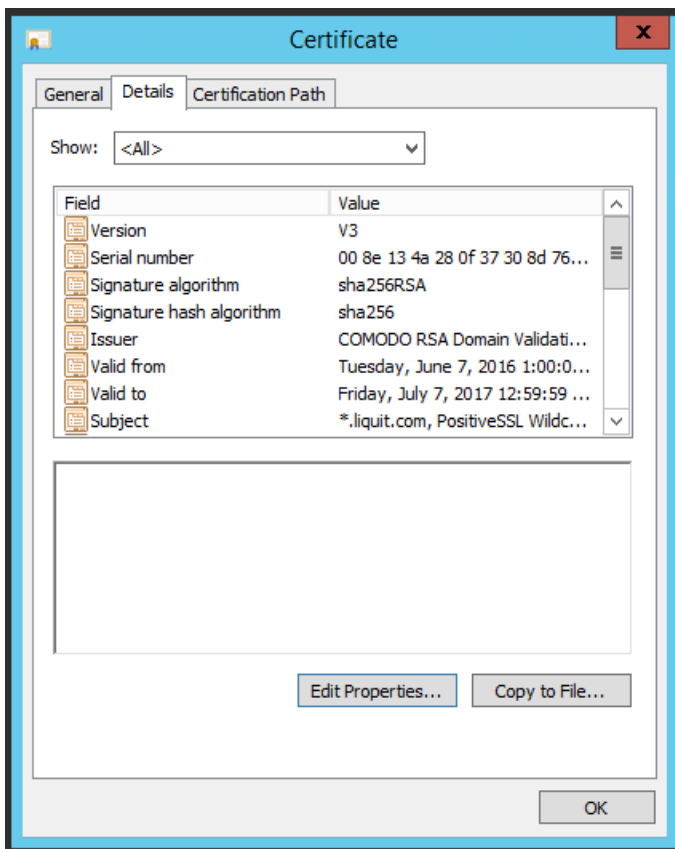 Certificate
x
General Details Certification Path
Show: <All>
Field Value
Version V3
Serial number 00 8e 13 4a 28 0f 37 30 8d 76...
Signature algorithm sha256RSA
Signature hash algorithm sha256
Issuer COMODO RSA Domain Validati...
Valid from Tuesday, June 7, 2016 1:00:0...
Valid to Friday, July 7, 2017 12:59:59 ...
Subject *.liquit.com, PositiveSSL Wildc...
Edit Properties... Copy to File...
OK